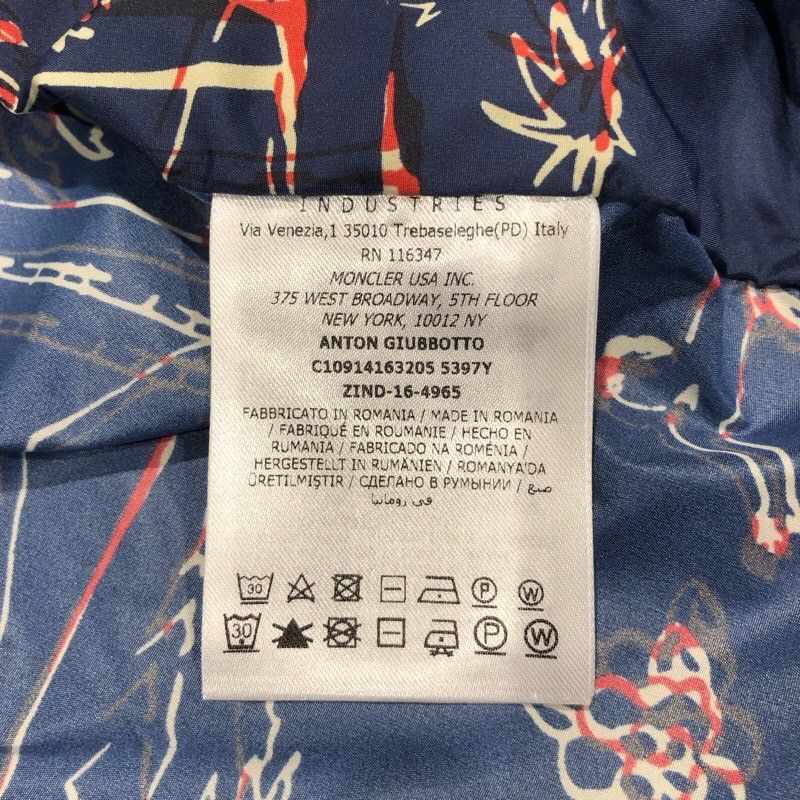 INDUSTRIES
Via Venezia,1 35010 Trebaseleghe(PD) Italy
RN 116347
MONCLER USA INC.
375 WEST BROADWAY, 5TH FLOOR
NEW YORK, 10012 NY
ANTON GIUBBOTTO
C10914163205 5397Y
ZIND-16-4965
FABBRICATO IN ROMANIA / MADE IN ROMANIA
/ FABRIQUÉ EN ROUMANIE / HECHO EN
RUMANIA / FABRICADO NA ROMÉNIA /
HERGESTELLT IN RUMÄNIEN / ROMANYA'DA
ÜRETILMIŞTIR / СДЕЛАНО В РУМЫНИИ / صنع
في رومانيا
30 P W
30 P W